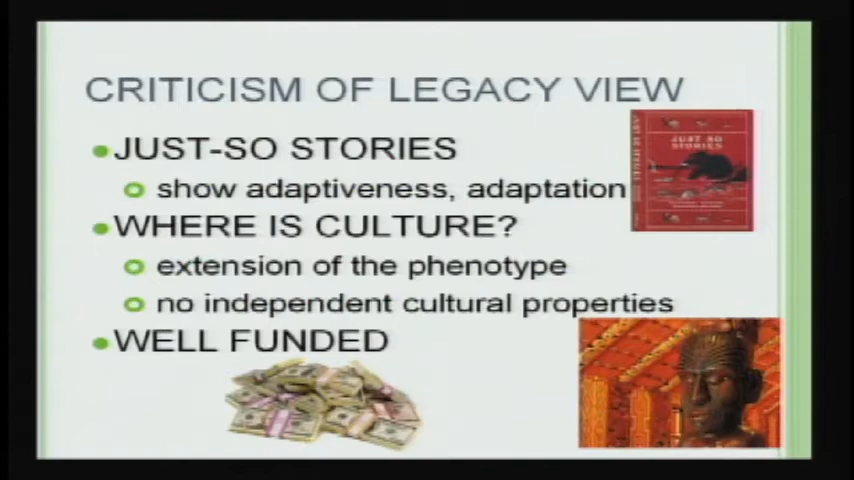 CRITICISM OF LEGACY VIEW
JUST-SO STORIES
show adaptiveness, adaptation
WHERE IS CULTURE?
extension of the phenotype
no independent cultural properties
WELL FUNDED
JUST SO
STORIES